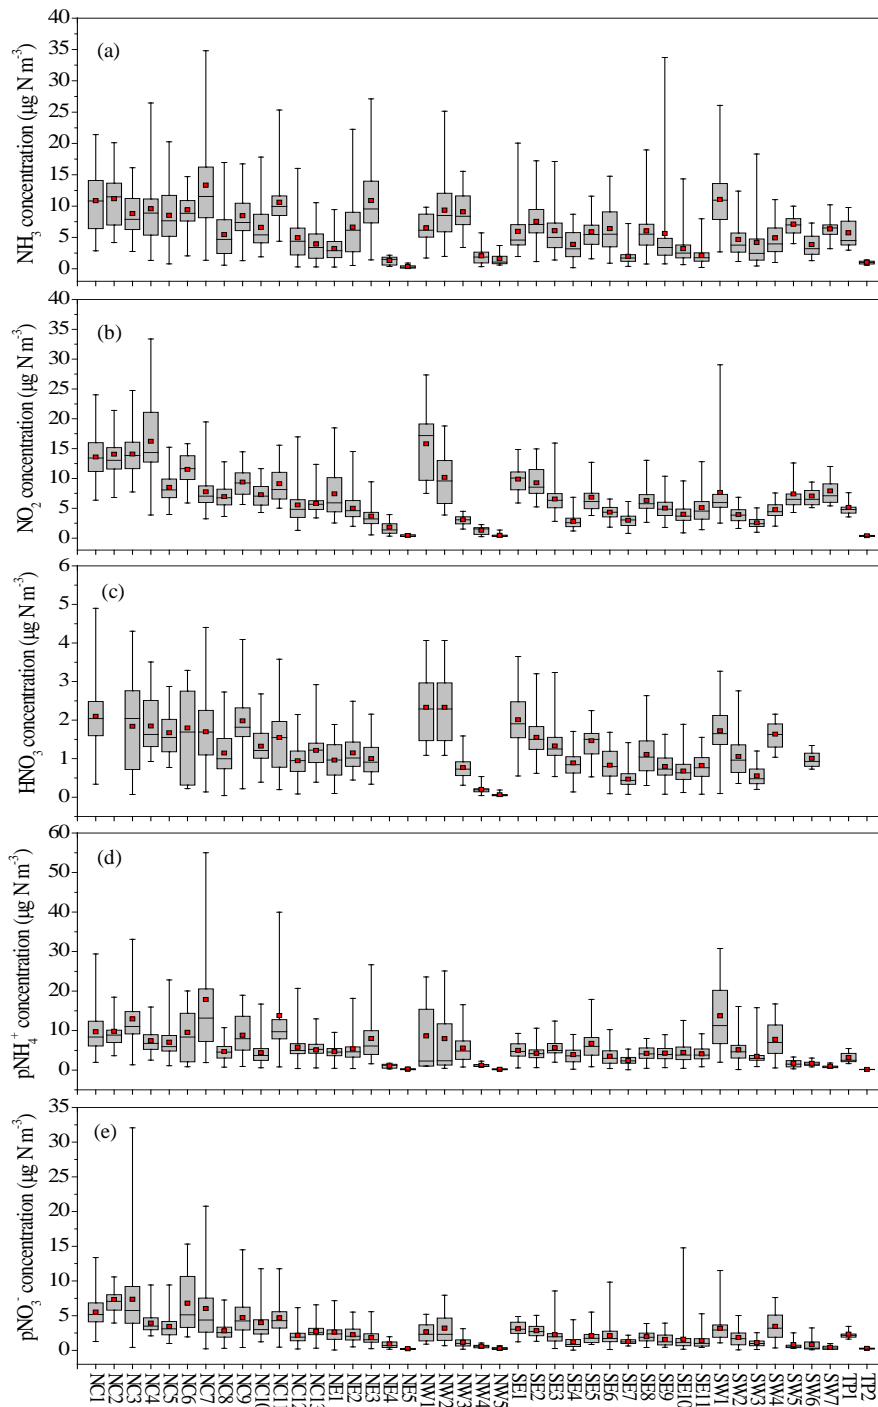 40
35
30
25
20
15
10
5
0
NH₃ concentration (µg N m⁻³)
(a)
40
35
30
25
20
15
10
5
0
NO₂ concentration (µg N m⁻³)
(b)
6
5
4
3
2
1
0
HNO₃ concentration (µg N m⁻³)
(c)
60
50
40
30
20
10
0
pNH₄⁺ concentration (µg N m⁻³)
(d)
35
30
25
20
15
10
5
0
pNO₃⁻ concentration (µg N m⁻³)
(e)
NC1
NC2
NC3
NC4
NC5
NC6
NC7
NC8
NC9
NC10
NC11
NC12
NC13
NE1
NE2
NE3
NE4
NE5
NW1
NW2
NW3
NW4
NW5
SE1
SE2
SE3
SE4
SE5
SE6
SE7
SE8
SE9
SE10
SE11
SW1
SW2
SW3
SW4
SW5
SW6
SW7
TP1
TP2